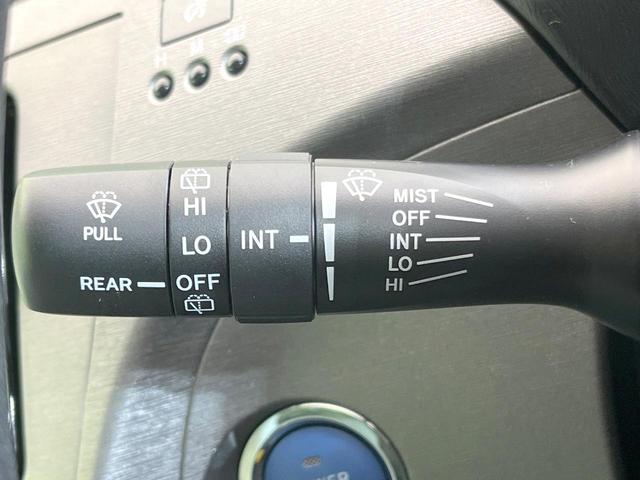 PULL
REAR
HI
LO
OFF
INT
MIST
OFF
INT
LO
HI